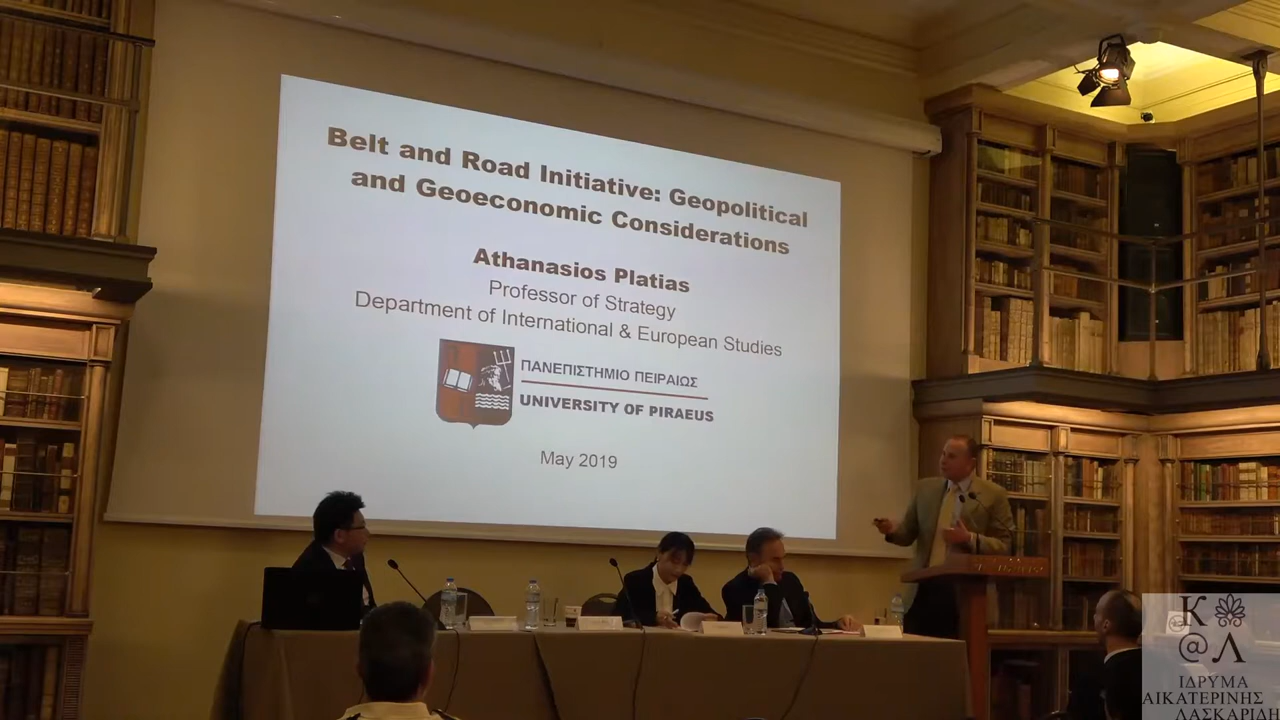 Belt and Road Initiative: Geopolitical
and Geoeconomic Considerations
Athanasios Platias
Professor of Strategy
Department of International & European Studies
ΠΑΝΕΠΙΣΤΗΜΙΟ ΠΕΙΡΑΙΩΣ
UNIVERSITY OF PIRAEUS
May 2019
Κ
@ Λ
ΙΔΡΥΜΑ
ΑΙΚΑΤΕΡΙΝΗΣ
ΛΑΣΚΑΡΙΔΗ